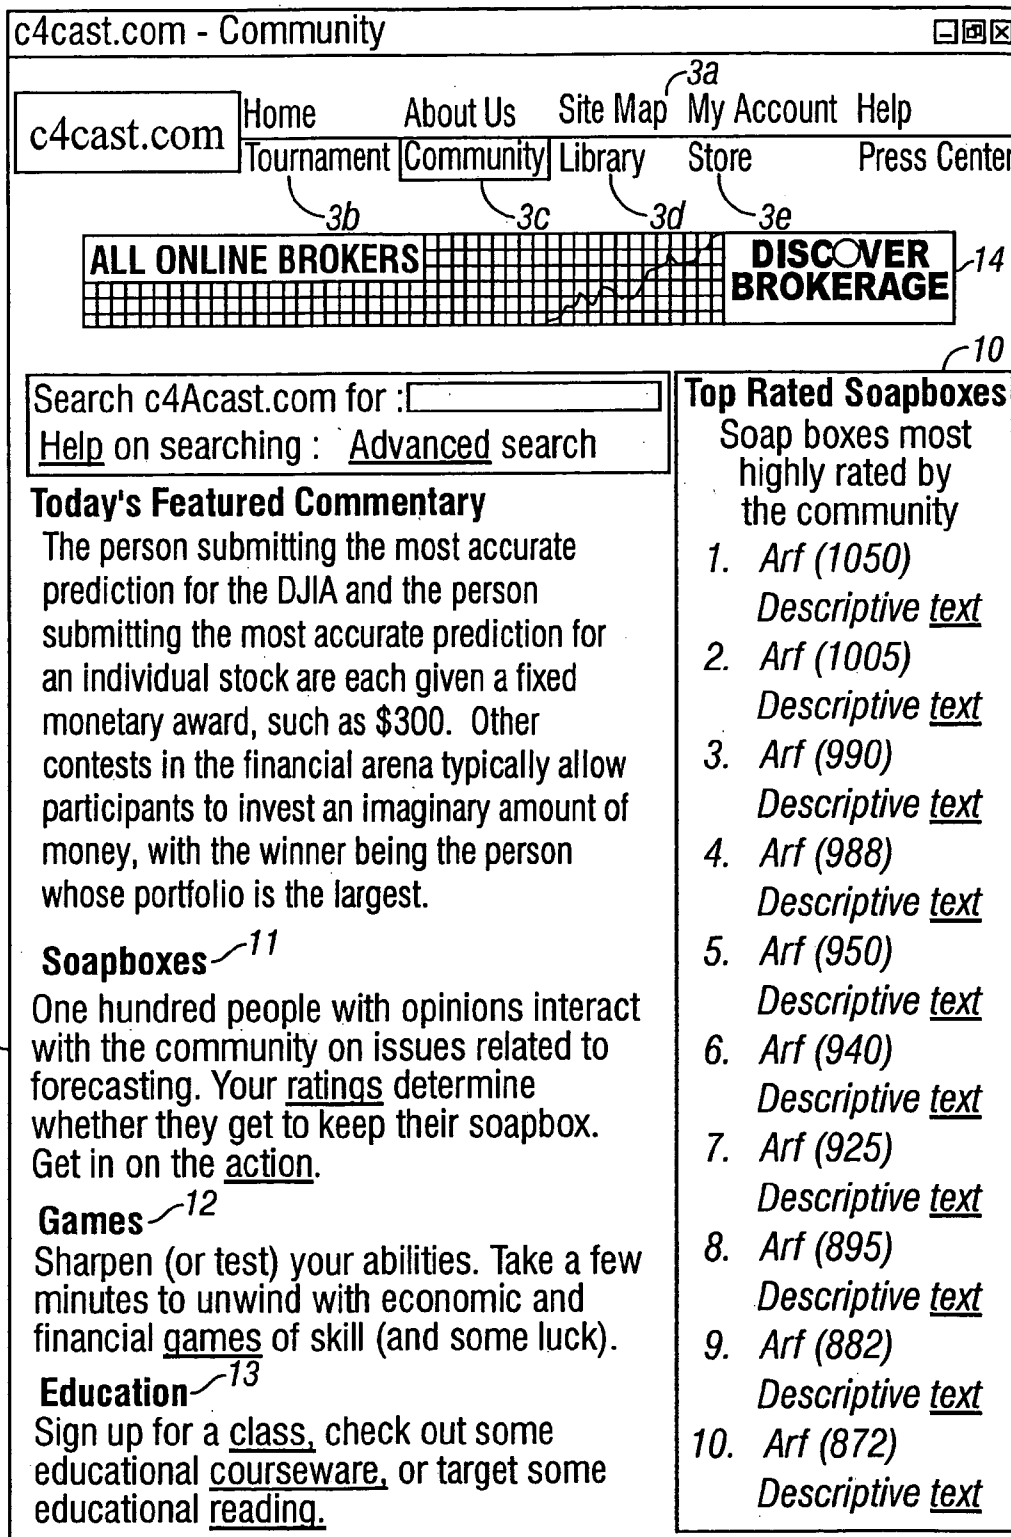 c4cast.com - Community
3a
Home About Us Site Map My Account Help
c4cast.com
Tournament Community Library Store Press Center
3b 3c 3d 3e
ALL ONLINE BROKERS
DISCOVER
BROKERAGE
14
10
Search c4Acast.com for :
Help on searching : Advanced search
Today's Featured Commentary
The person submitting the most accurate
prediction for the DJIA and the person
submitting the most accurate prediction for
an individual stock are each given a fixed
monetary award, such as $300. Other
contests in the financial arena typically allow
participants to invest an imaginary amount of
money, with the winner being the person
whose portfolio is the largest.
Soapboxes 11
One hundred people with opinions interact
with the community on issues related to
forecasting. Your ratings determine
whether they get to keep their soapbox.
Get in on the action.
Games 12
Sharpen (or test) your abilities. Take a few
minutes to unwind with economic and
financial games of skill (and some luck).
Education 13
Sign up for a class, check out some
educational courseware, or target some
educational reading.
Top Rated Soapboxes
Soap boxes most
highly rated by
the community
1. Arf (1050)
Descriptive text
2. Arf (1005)
Descriptive text
3. Arf (990)
Descriptive text
4. Arf (988)
Descriptive text
5. Arf (950)
Descriptive text
6. Arf (940)
Descriptive text
7. Arf (925)
Descriptive text
8. Arf (895)
Descriptive text
9. Arf (882)
Descriptive text
10. Arf (872)
Descriptive text